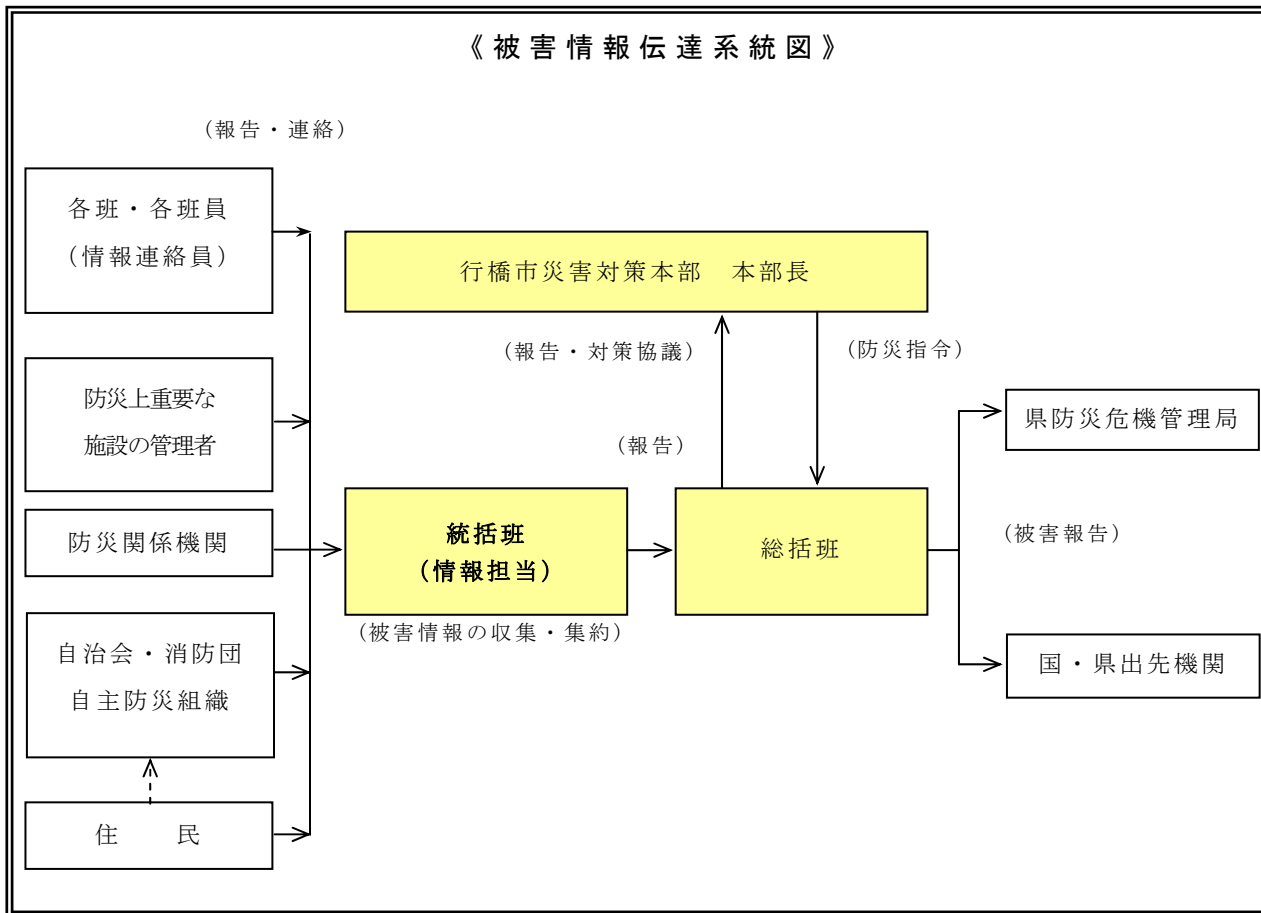 《被害情報伝達系統図》
(報告・連絡)
各班・各班員
(情報連絡員)
行橋市災害対策本部　本部長
(報告・対策協議)
(防災指令)
防災上重要な
施設の管理者
県防災危機管理局
(報告)
防災関係機関
統括班
(情報担当)
総括班
(被害報告)
(被害情報の収集・集約)
自治会・消防団
自主防災組織
国・県出先機関
住　　民